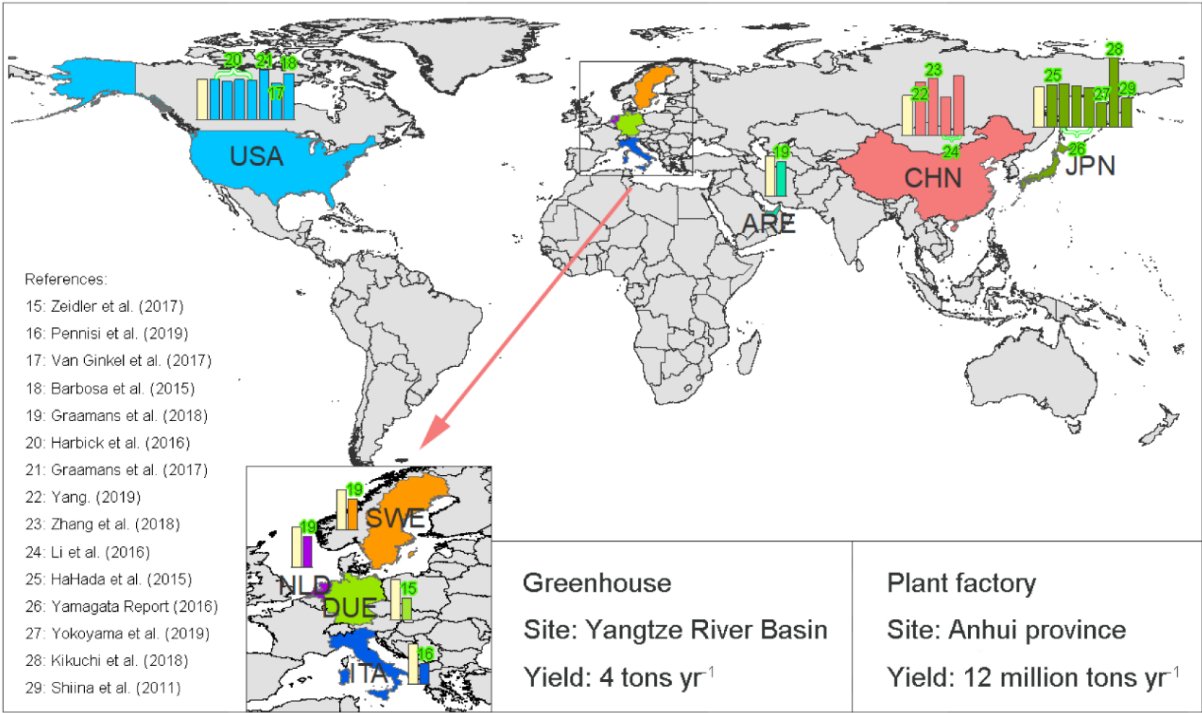 20
21
18
17
USA
28
25
27
29
26
JPN
23
22
24
CHN
19
ARE
References:
15: Zeidler et al. (2017)
16: Pennisi et al. (2019)
17: Van Ginkel et al. (2017)
18: Barbosa et al. (2015)
19: Graamans et al. (2018)
20: Harbick et al. (2016)
21: Graamans et al. (2017)
22: Yang. (2019)
23: Zhang et al. (2018)
24: Li et al. (2016)
25: HaHada et al. (2015)
26: Yamagata Report (2016)
27: Yokoyama et al. (2019)
28: Kikuchi et al. (2018)
29: Shiina et al. (2011)
19
SWE
19
NLD
DUE
15
ITA
16
Greenhouse
Site: Yangtze River Basin
Yield: 4 tons yr⁻¹
Plant factory
Site: Anhui province
Yield: 12 million tons yr⁻¹